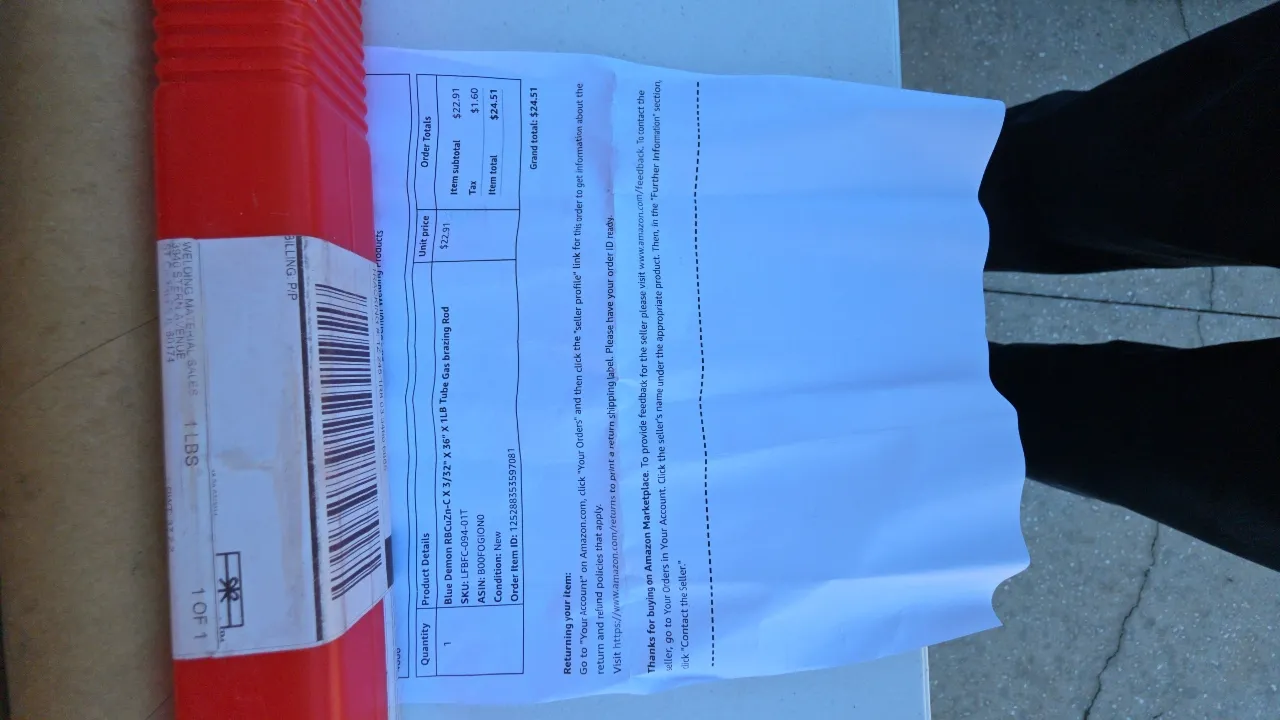 WELDING MATERIAL SALES
AVENUE
60174
1 LBS
1 OF 1
BILLING P/P
Welding Products
Quantity Product Details Unit price Order Totals
1 Blue Demon RBCuZn-C X 3/32" X 36" X 1LB Tube Gas brazing Rod $22.91 Item subtotal $22.91
SKU: LFBFC-094-01T Tax $1.60
ASIN: B00FOGION0 Item total $24.51
Condition: New
Order Item ID: 125288353597081
Grand total: $24.51
Returning your item:
Go to "Your Account" on Amazon.com, click "Your Orders" and then click the "seller profile" link for this order to get information about the
return and refund policies that apply.
Visit https://www.amazon.com/returns to print a return shipping label. Please have your order ID ready.
Thanks for buying on Amazon Marketplace. To provide feedback for the seller please visit www.amazon.com/feedback. To contact the
seller, go to Your Orders in Your Account. Click the seller's name under the appropriate product. Then, in the "Further Information" section,
click "Contact the Seller."